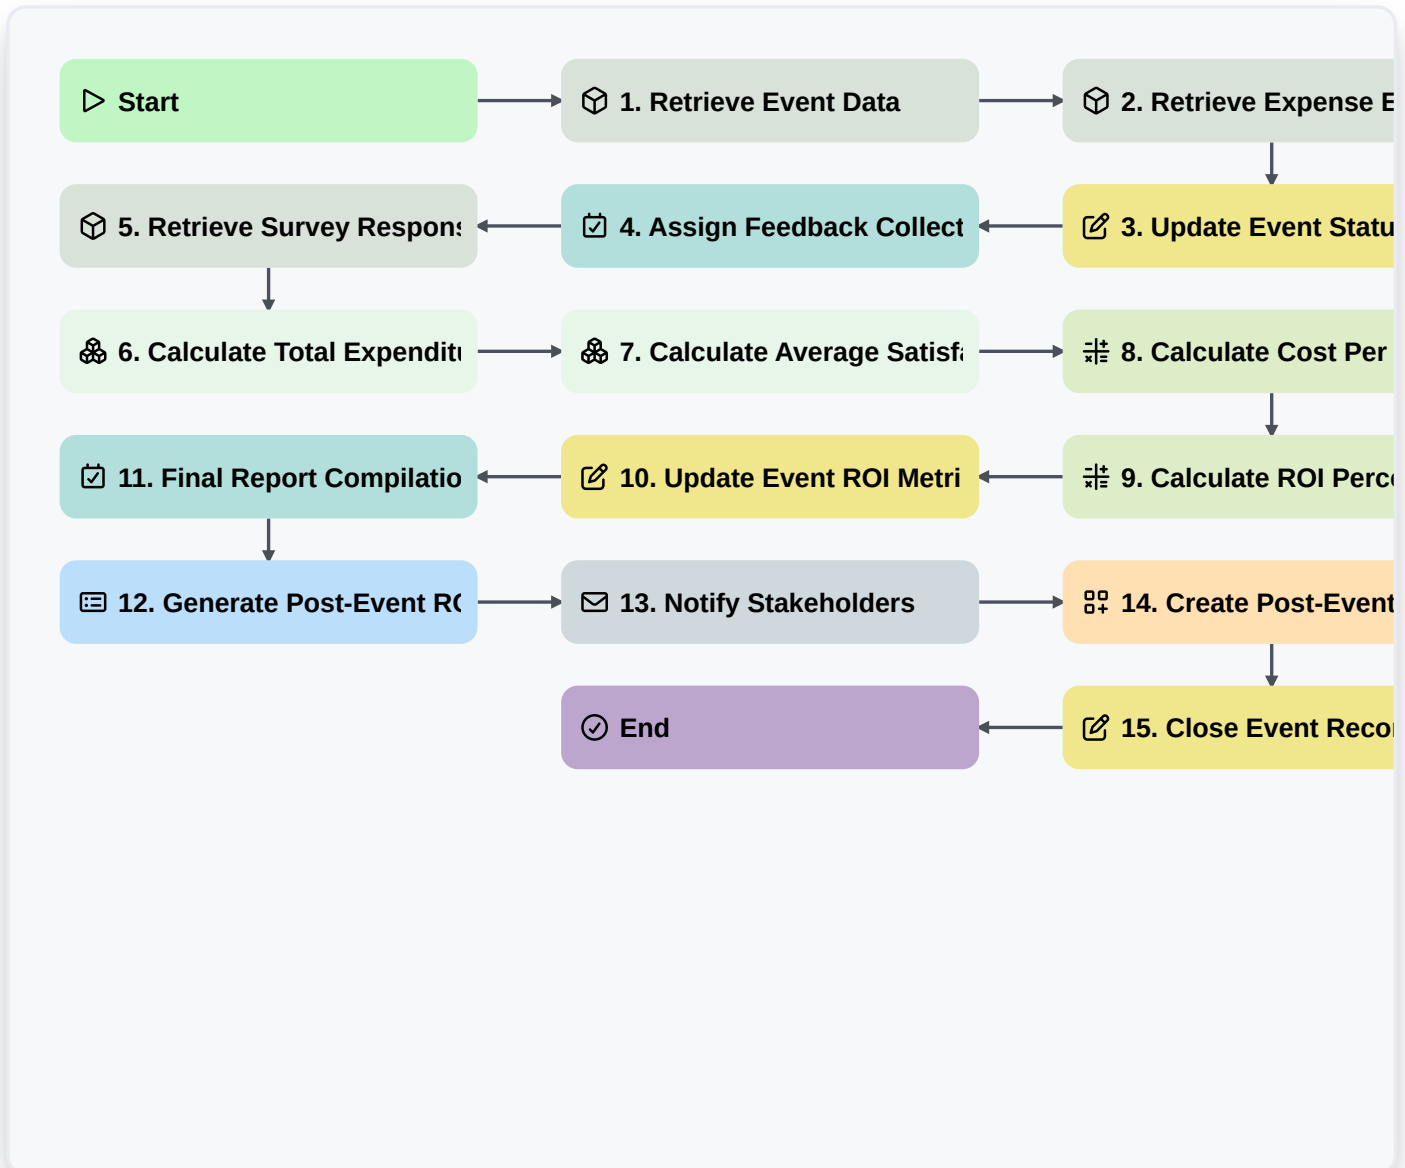 Start
1. Retrieve Event Data
2. Retrieve Expense
5. Retrieve Survey
4. Assign Feedback Collect
3. Update Event
6. Calculate Total
7. Calculate Average
8. Calculate Cost Per
11. Final Report Compilatio
10. Update Event ROI Metri
9. Calculate ROI
12. Generate Post-Event
13. Notify Stakeholders
14. Create Post-Event
End
15. Close Event